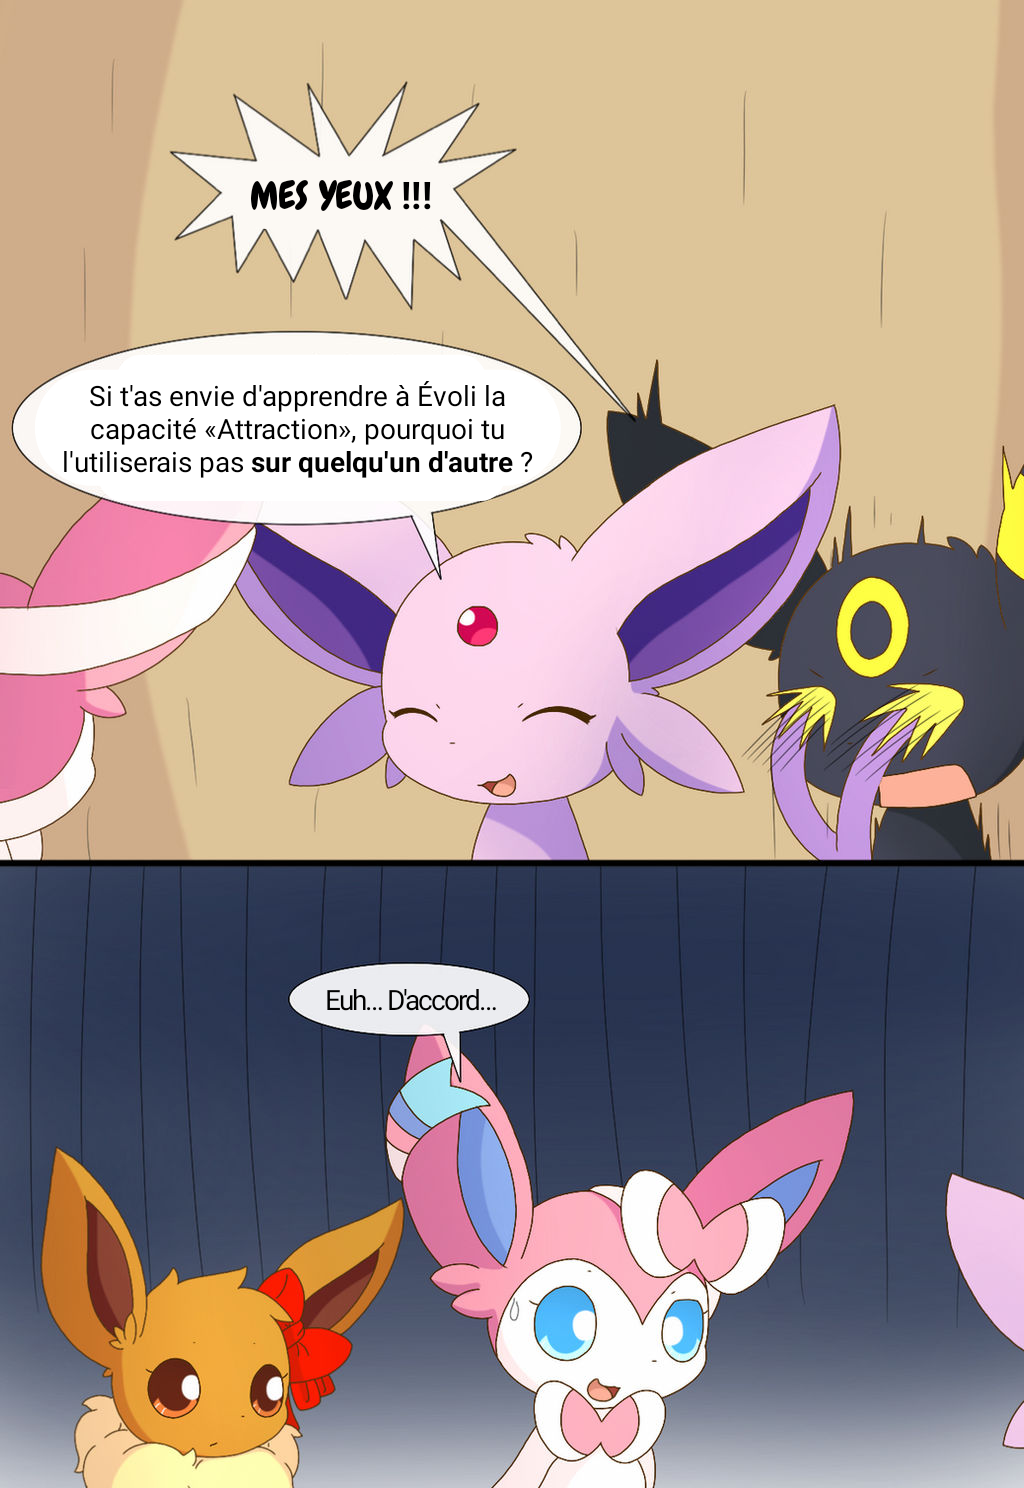 MES YEUX !!!
Si t'as envie d'apprendre à Évoli la
capacité «Attraction», pourquoi tu
l'utiliserais pas sur quelqu'un d'autre ?
Euh... D'accord...